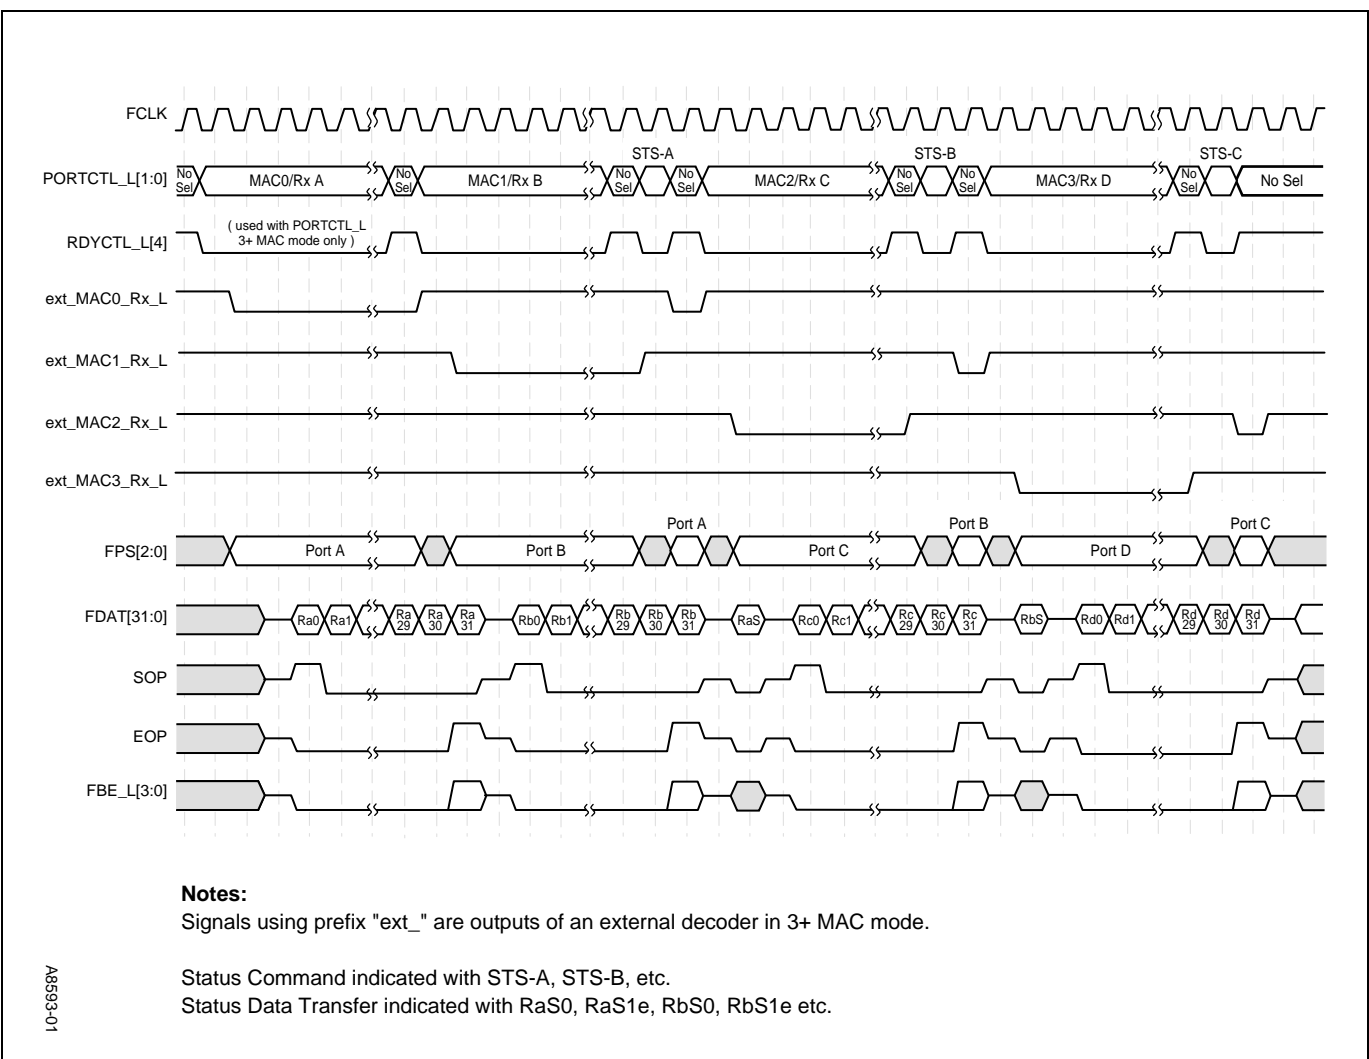 FCLK
STS-A STS-B STS-C
PORTCTL_L[1:0] No Sel MAC0/Rx A No Sel MAC1/Rx B No Sel No Sel MAC2/Rx C No Sel No Sel MAC3/Rx D No Sel No Sel
RDYCTL_L[4] ( used with PORTCTL_L
3+ MAC mode only )
ext_MAC0_Rx_L
ext_MAC1_Rx_L
ext_MAC2_Rx_L
ext_MAC3_Rx_L
Port A Port B Port C
FPS[2:0] Port A Port B Port C Port D
FDAT[31:0] Ra0 Ra1 Ra 29 Ra 30 Ra 31 Rb0 Rb1 Rb 29 Rb 30 Rb 31 RaS Rc0 Rc1 Rc 29 Rc 30 Rc 31 RbS Rd0 Rd1 Rd 29 Rd 30 Rd 31
SOP
EOP
FBE_L[3:0]
Notes:
Signals using prefix "ext_" are outputs of an external decoder in 3+ MAC mode.
Status Command indicated with STS-A, STS-B, etc.
Status Data Transfer indicated with RaS0, RaS1e, RbS0, RbS1e etc.
A8593-01